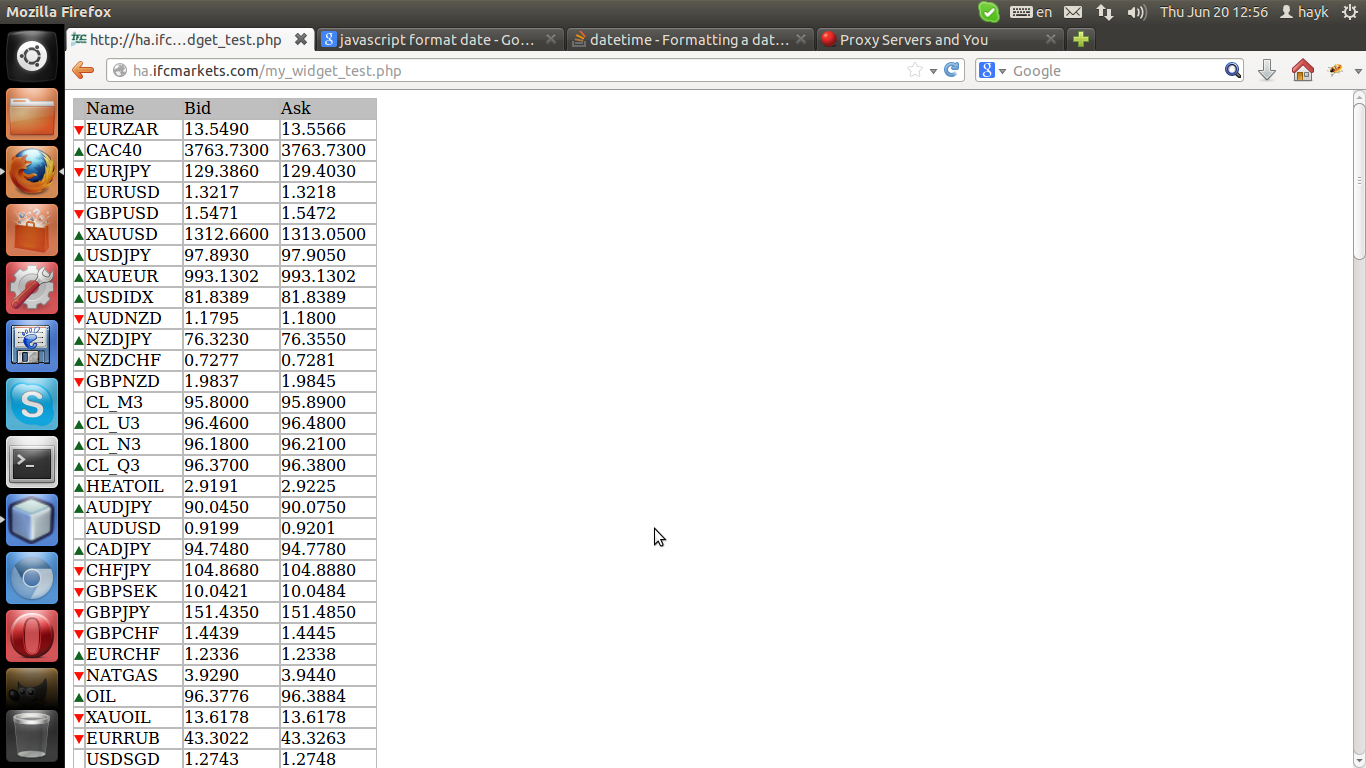 Mozilla Firefox
en
Thu Jun 20 12:56
hayk
http://ha.ifc...dget_test.php
javascript format date - Go...
datetime - Formatting a dat...
Proxy Servers and You
ha.ifcmarkets.com/my_widget_test.php
Google
Name Bid Ask
EURZAR 13.5490 13.5566
CAC40 3763.7300 3763.7300
EURJPY 129.3860 129.4030
EURUSD 1.3217 1.3218
GBPUSD 1.5471 1.5472
XAUUSD 1312.6600 1313.0500
USDJPY 97.8930 97.9050
XAUEUR 993.1302 993.1302
USDIDX 81.8389 81.8389
AUDNZD 1.1795 1.1800
NZDJPY 76.3230 76.3550
NZDCHF 0.7277 0.7281
GBPNZD 1.9837 1.9845
CL_M3 95.8000 95.8900
CL_U3 96.4600 96.4800
CL_N3 96.1800 96.2100
CL_Q3 96.3700 96.3800
HEATOIL 2.9191 2.9225
AUDJPY 90.0450 90.0750
AUDUSD 0.9199 0.9201
CADJPY 94.7480 94.7780
CHFJPY 104.8680 104.8880
GBPSEK 10.0421 10.0484
GBPJPY 151.4350 151.4850
GBPCHF 1.4439 1.4445
EURCHF 1.2336 1.2338
NATGAS 3.9290 3.9440
OIL 96.3776 96.3884
XAUOIL 13.6178 13.6178
EURRUB 43.3022 43.3263
USDSGD 1.2743 1.2748